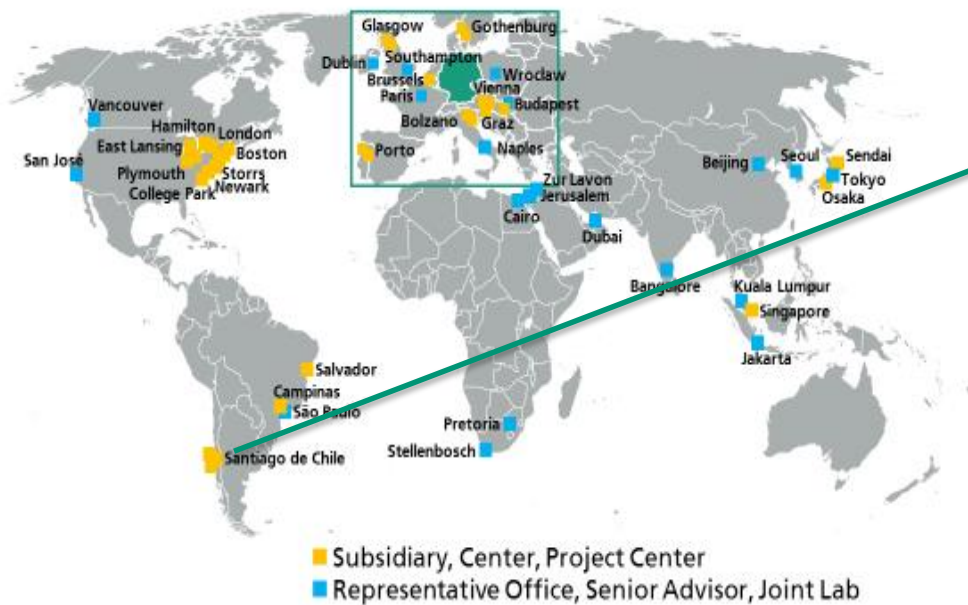 Glasgow
Gothenburg
Dublin
Southampton
Brussels
Wrocław
Paris
Vienna
Budapest
Bolzano
Graz
Porto
Naples
Vancouver
Hamilton
London
East Lansing
Boston
San José
Plymouth
Storrs
College Park
Newark
Beijing
Seoul
Sendai
Tokyo
Osaka
Zur Lavon
Jerusalem
Cairo
Dubai
Bangalore
Kuala Lumpur
Singapore
Jakarta
Salvador
Campinas
São Paulo
Pretoria
Stellenbosch
Santiago de Chile
Subsidiary, Center, Project Center
Representative Office, Senior Advisor, Joint Lab